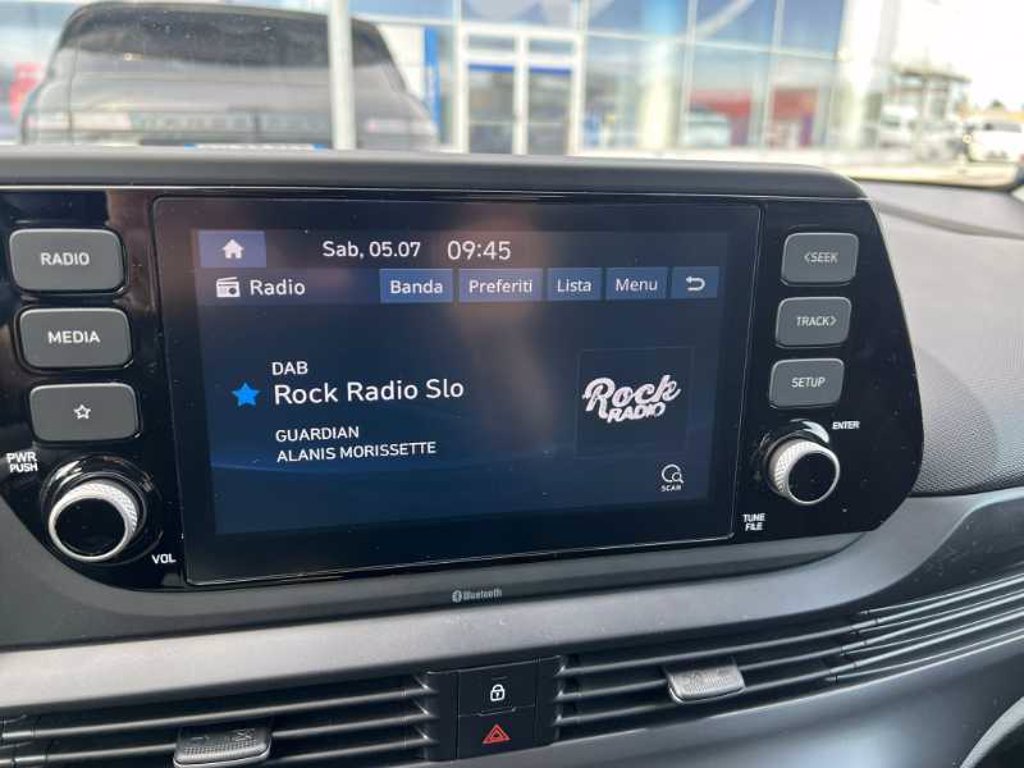 RADIO
MEDIA
PWR
PUSH
VOL
Sab, 05.07 09:45
Radio Banda Preferiti Lista Menu
DAB
Rock Radio Slo
GUARDIAN
ALANIS MORISSETTE
Rock
RADIO
SCAN
<SEEK
TRACK>
SETUP
ENTER
TUNE
FILE
Bluetooth